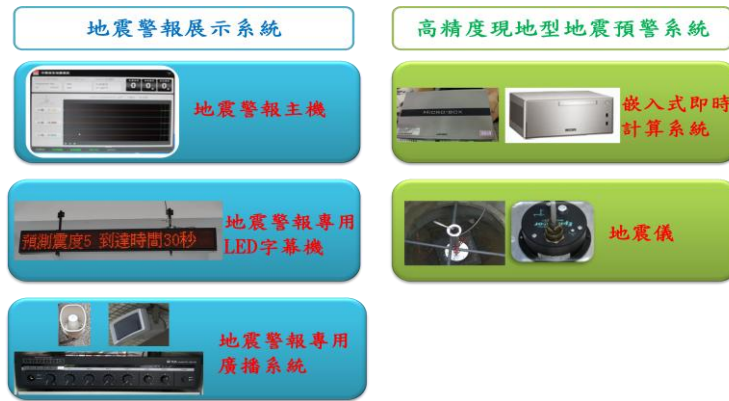 地震警報展示系統
高精度現地型地震預警系統
地震警報主機
嵌入式即時
計算系統
預測震度5 到達時間30秒
地震警報專用
LED字幕機
地震儀
地震警報專用
廣播系統